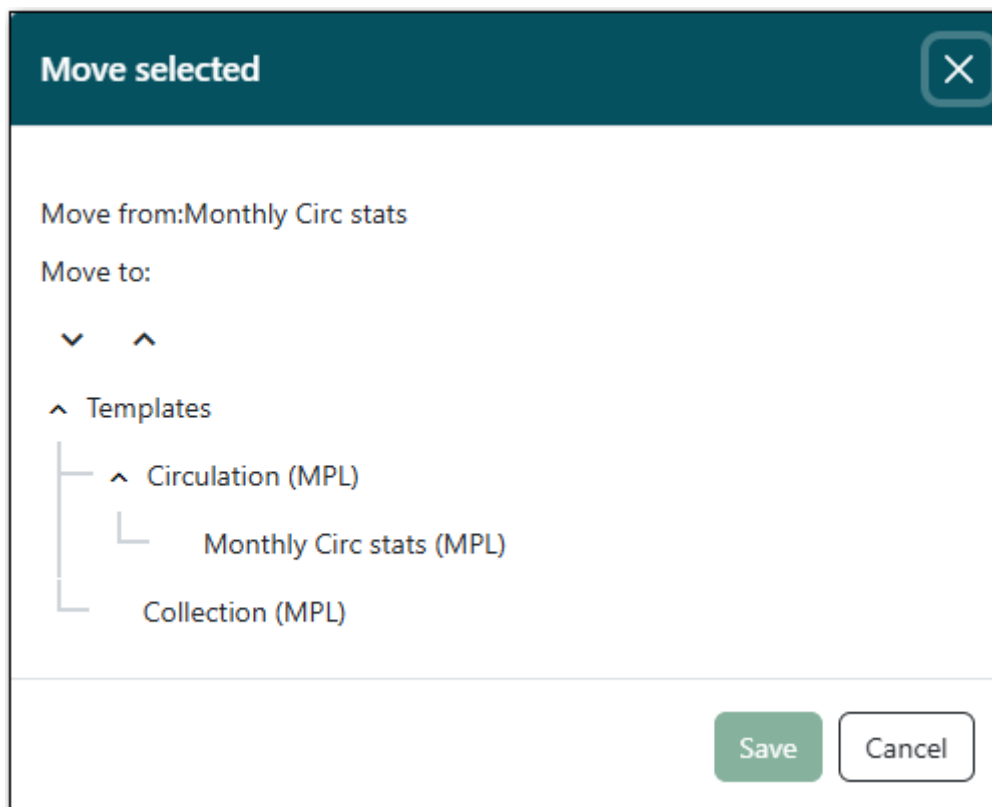 Move selected
Move from:Monthly Circ stats
Move to:
Templates
Circulation (MPL)
Monthly Circ stats (MPL)
Collection (MPL)
Save
Cancel